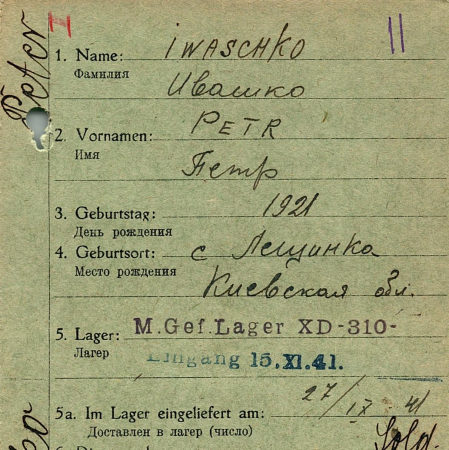 Peter
H
II
1. Name: IWASCHKO
Фамилия
Ивашко
2. Vornamen: PETR
Имя
Петр
3. Geburtstag: 1921
День рождения
4. Geburtsort: с Лещинка
Место рождения
Киевская обл.
5. Lager: M.Gef.Lager XD-310-
Лагер
Eingang 15.XI.41.
27/IX 41
5a. Im Lager eingeliefert am:
Доставлен в лагер (число)
Sold.